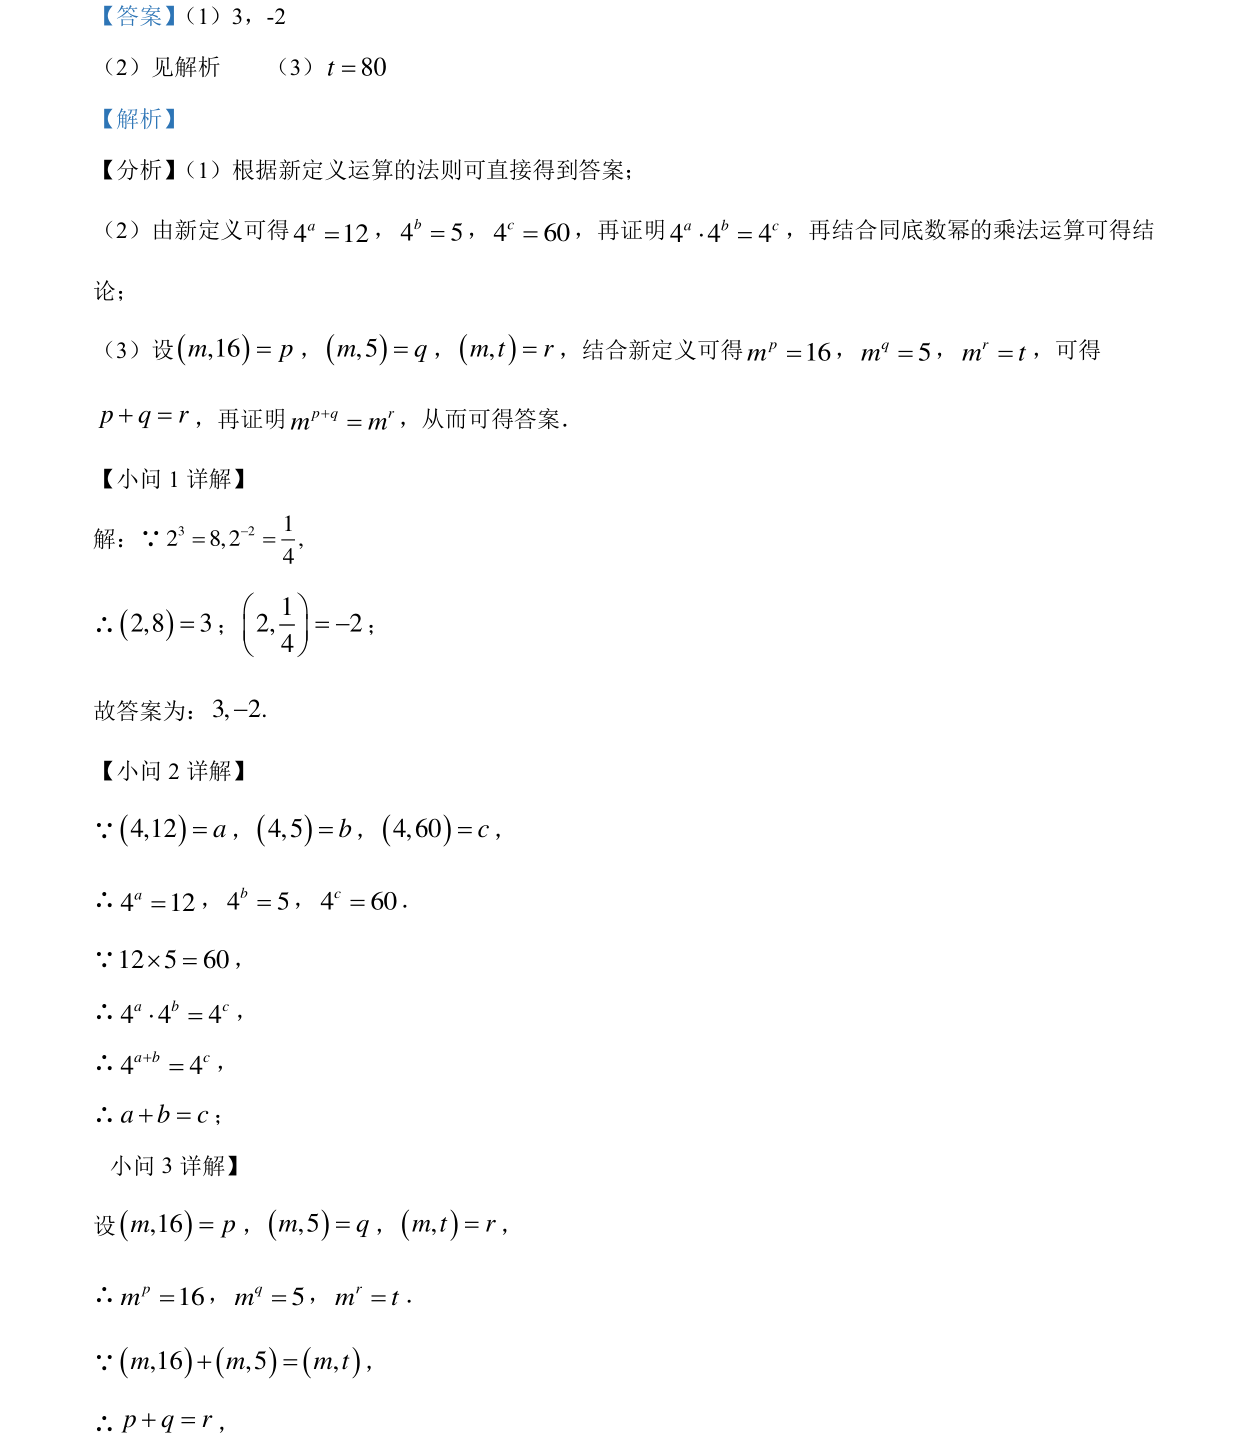 【答案】（1）3，-2
（2）见解析 （3）t = 80
【解析】
【分析】（1）根据新定义运算的法则可直接得到答案；
（2）由新定义可得 4^a = 12，4^b = 5，4^c = 60，再证明 4^a · 4^b = 4^c，再结合同底数幂的乘法运算可得结
论；
（3）设 (m,16) = p，(m,5) = q，(m,t) = r，结合新定义可得 m^p = 16，m^q = 5，m^r = t，可得
p + q = r，再证明 m^{p+q} = m^r，从而可得答案．
【小问 1 详解】
解：∵ 2^3 = 8, 2^{-2} = 1/4,
∴ (2,8) = 3；(2, 1/4) = −2；
故答案为：3, −2.
【小问 2 详解】
∵ (4,12) = a，(4,5) = b，(4,60) = c，
∴ 4^a = 12，4^b = 5，4^c = 60．
∵ 12×5 = 60，
∴ 4^a · 4^b = 4^c，
∴ 4^{a+b} = 4^c，
∴ a + b = c；
小问 3 详解】
设 (m,16) = p，(m,5) = q，(m,t) = r，
∴ m^p = 16，m^q = 5，m^r = t．
∵ (m,16) + (m,5) = (m,t)，
∴ p + q = r，